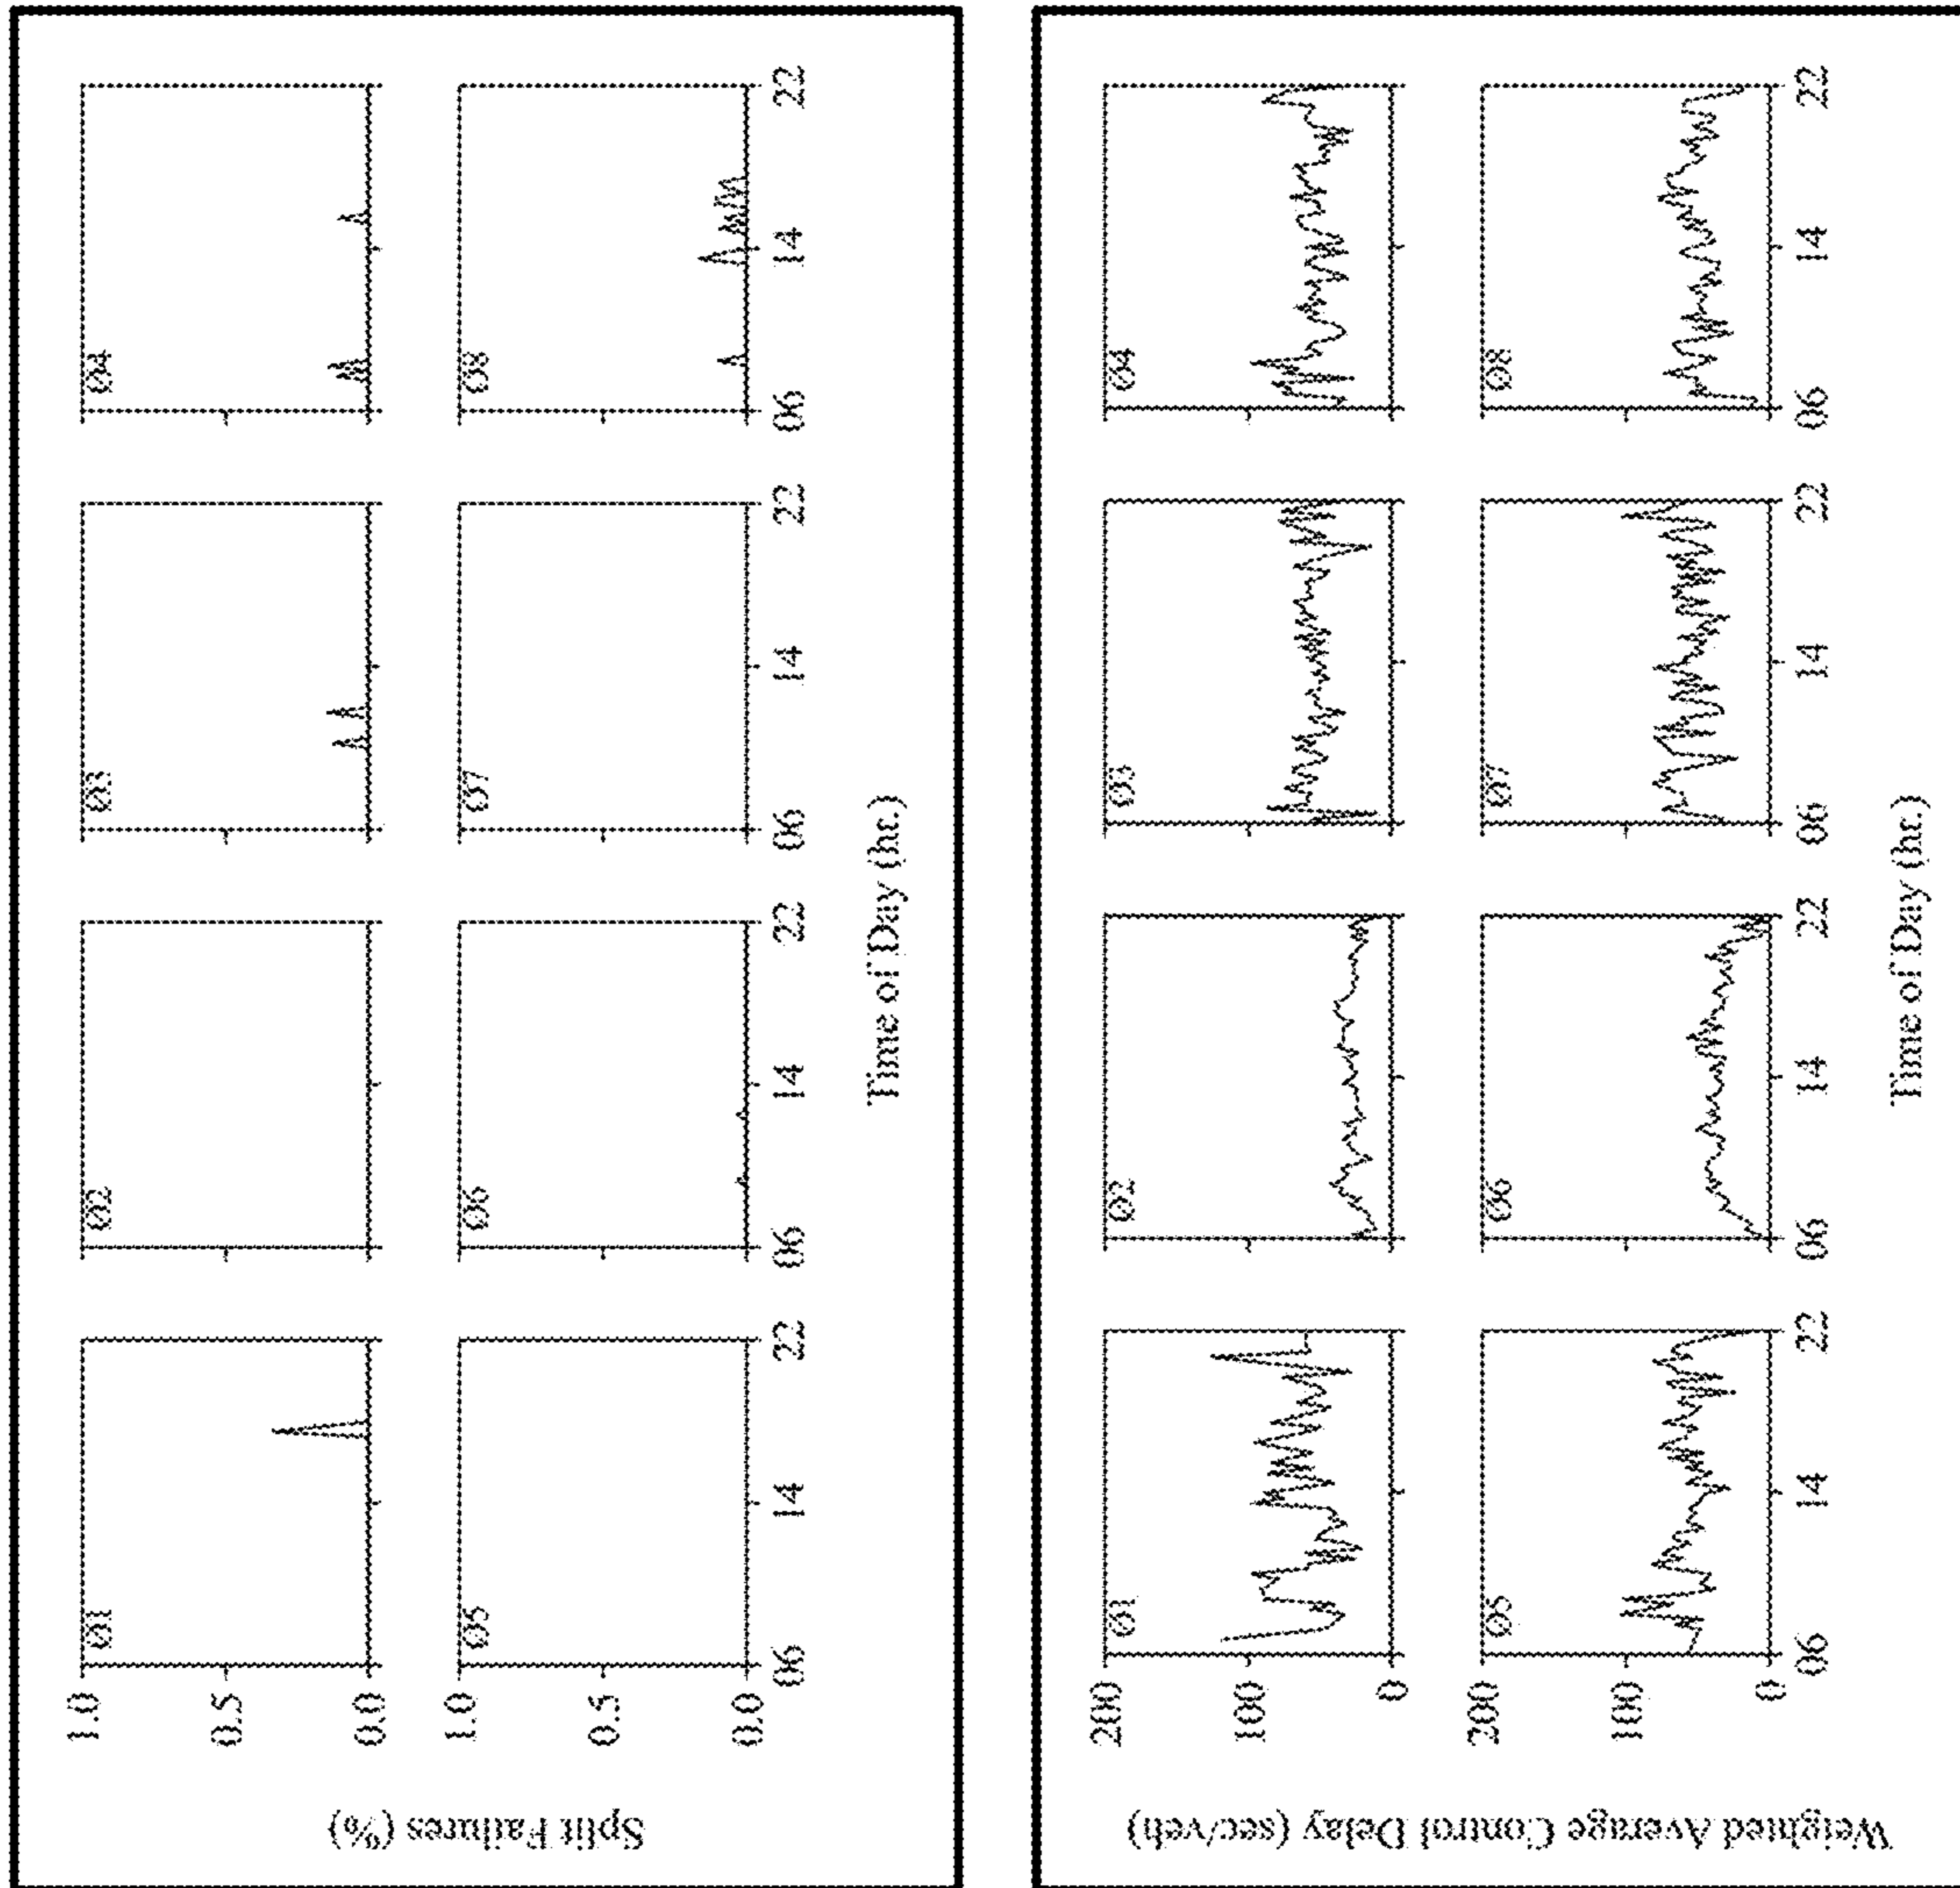 Split Failures (%)
1.0
0.5
0.0
Ø1
Ø2
Ø3
Ø4
1.0
0.5
0.0
Ø5
Ø6
Ø7
Ø8
06 14 22 06 14 22 06 14 22 06 14 22
Time of Day (hr.)
Weighted Average Control Delay (sec/veh)
200
100
0
Ø1
Ø2
Ø3
Ø4
200
100
0
Ø5
Ø6
Ø7
Ø8
06 14 22 06 14 22 06 14 22 06 14 22
Time of Day (hr.)